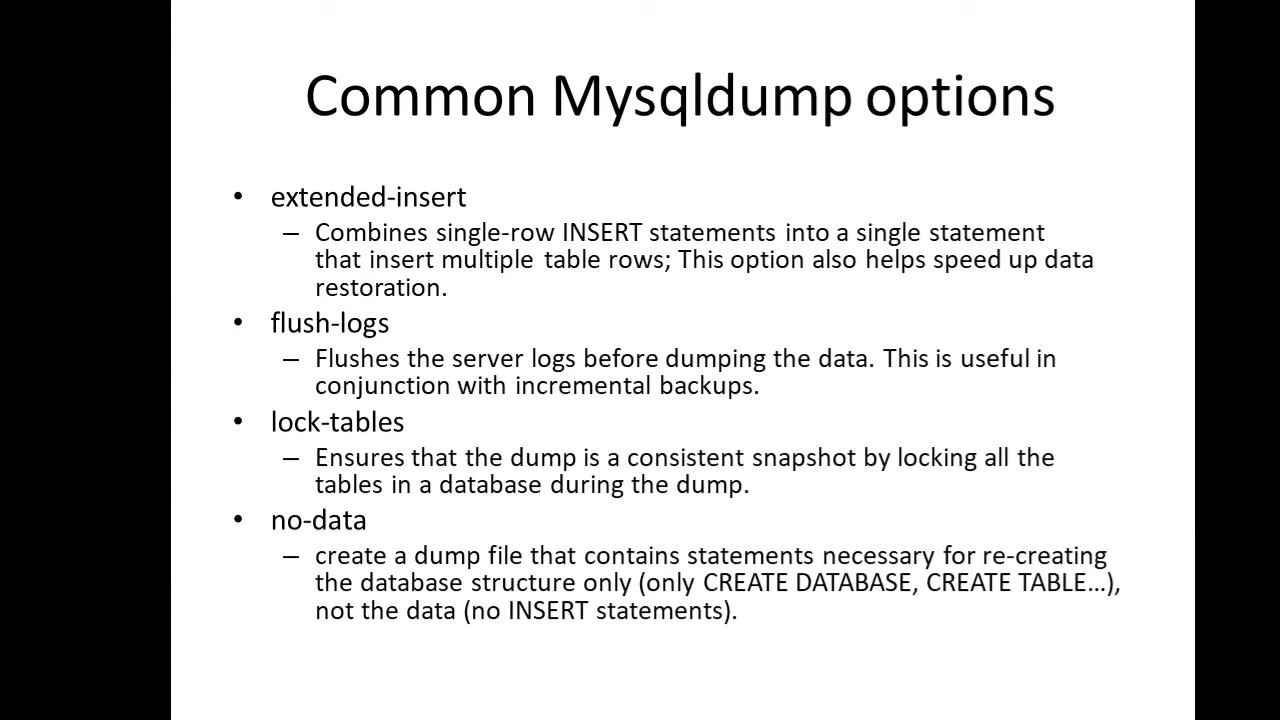 Common Mysqldump options
• extended-insert
– Combines single-row INSERT statements into a single statement
that insert multiple table rows; This option also helps speed up data
restoration.
• flush-logs
– Flushes the server logs before dumping the data. This is useful in
conjunction with incremental backups.
• lock-tables
– Ensures that the dump is a consistent snapshot by locking all the
tables in a database during the dump.
• no-data
– create a dump file that contains statements necessary for re-creating
the database structure only (only CREATE DATABASE, CREATE TABLE…),
not the data (no INSERT statements).